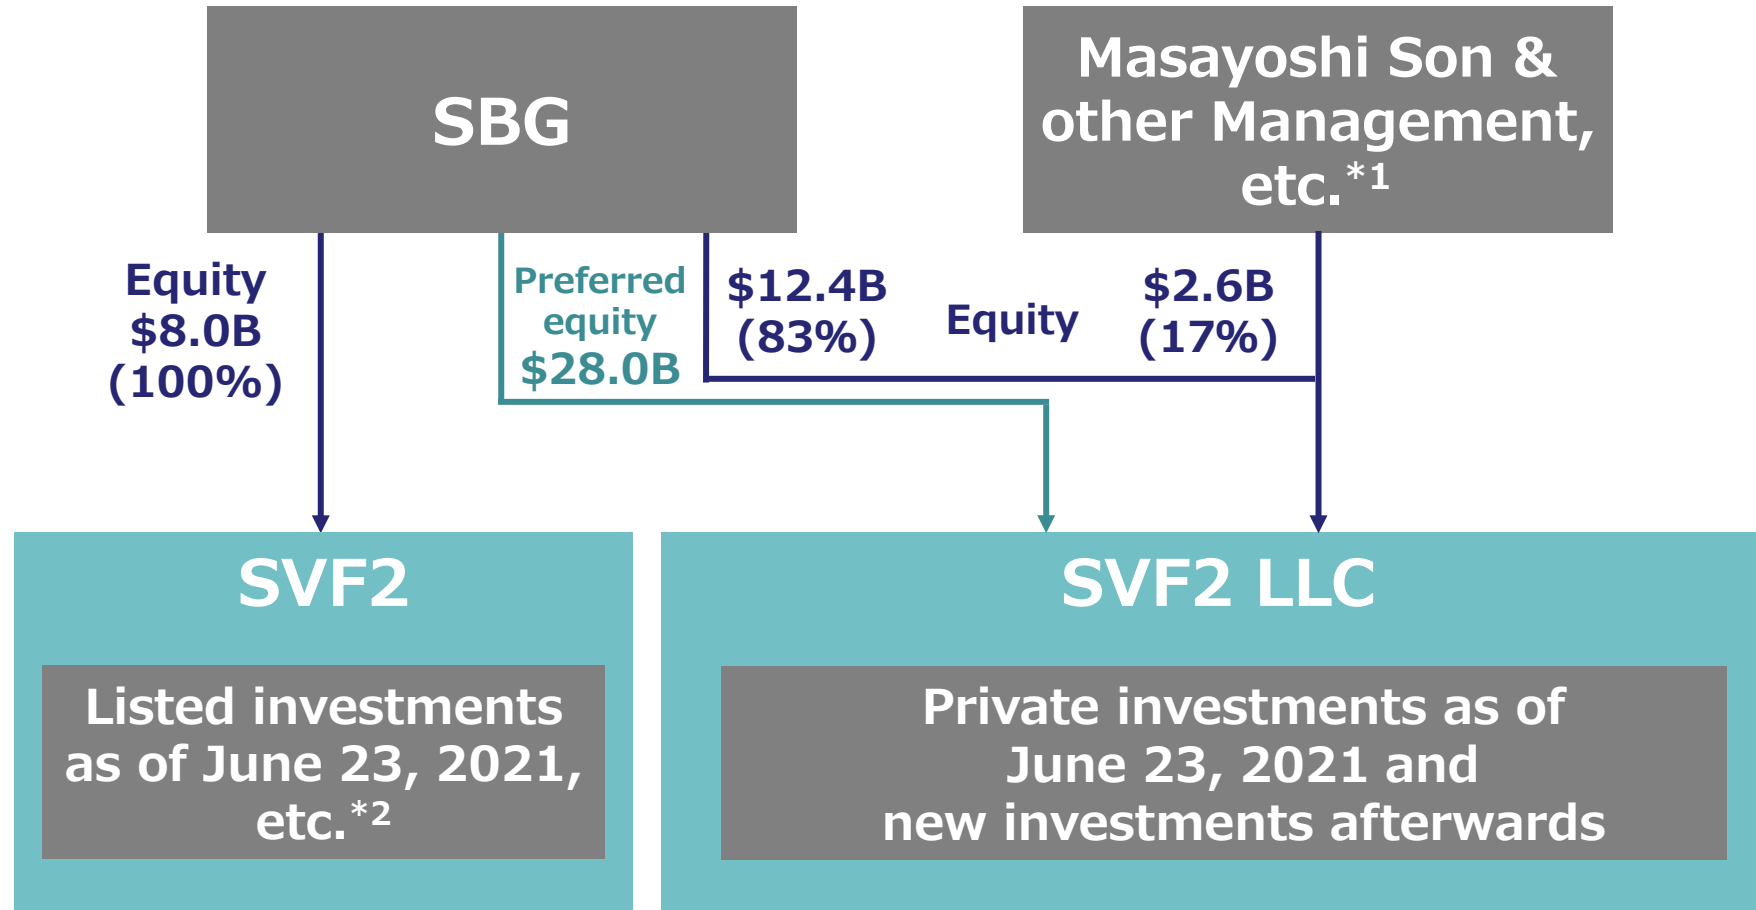 SBG
Masayoshi Son &
other Management,
etc.*1
Equity
$8.0B
(100%)
Preferred
equity
$28.0B
$12.4B
(83%)
Equity
$2.6B
(17%)
SVF2
Listed investments
as of June 23, 2021,
etc.*2
SVF2 LLC
Private investments as of
June 23, 2021 and
new investments afterwards